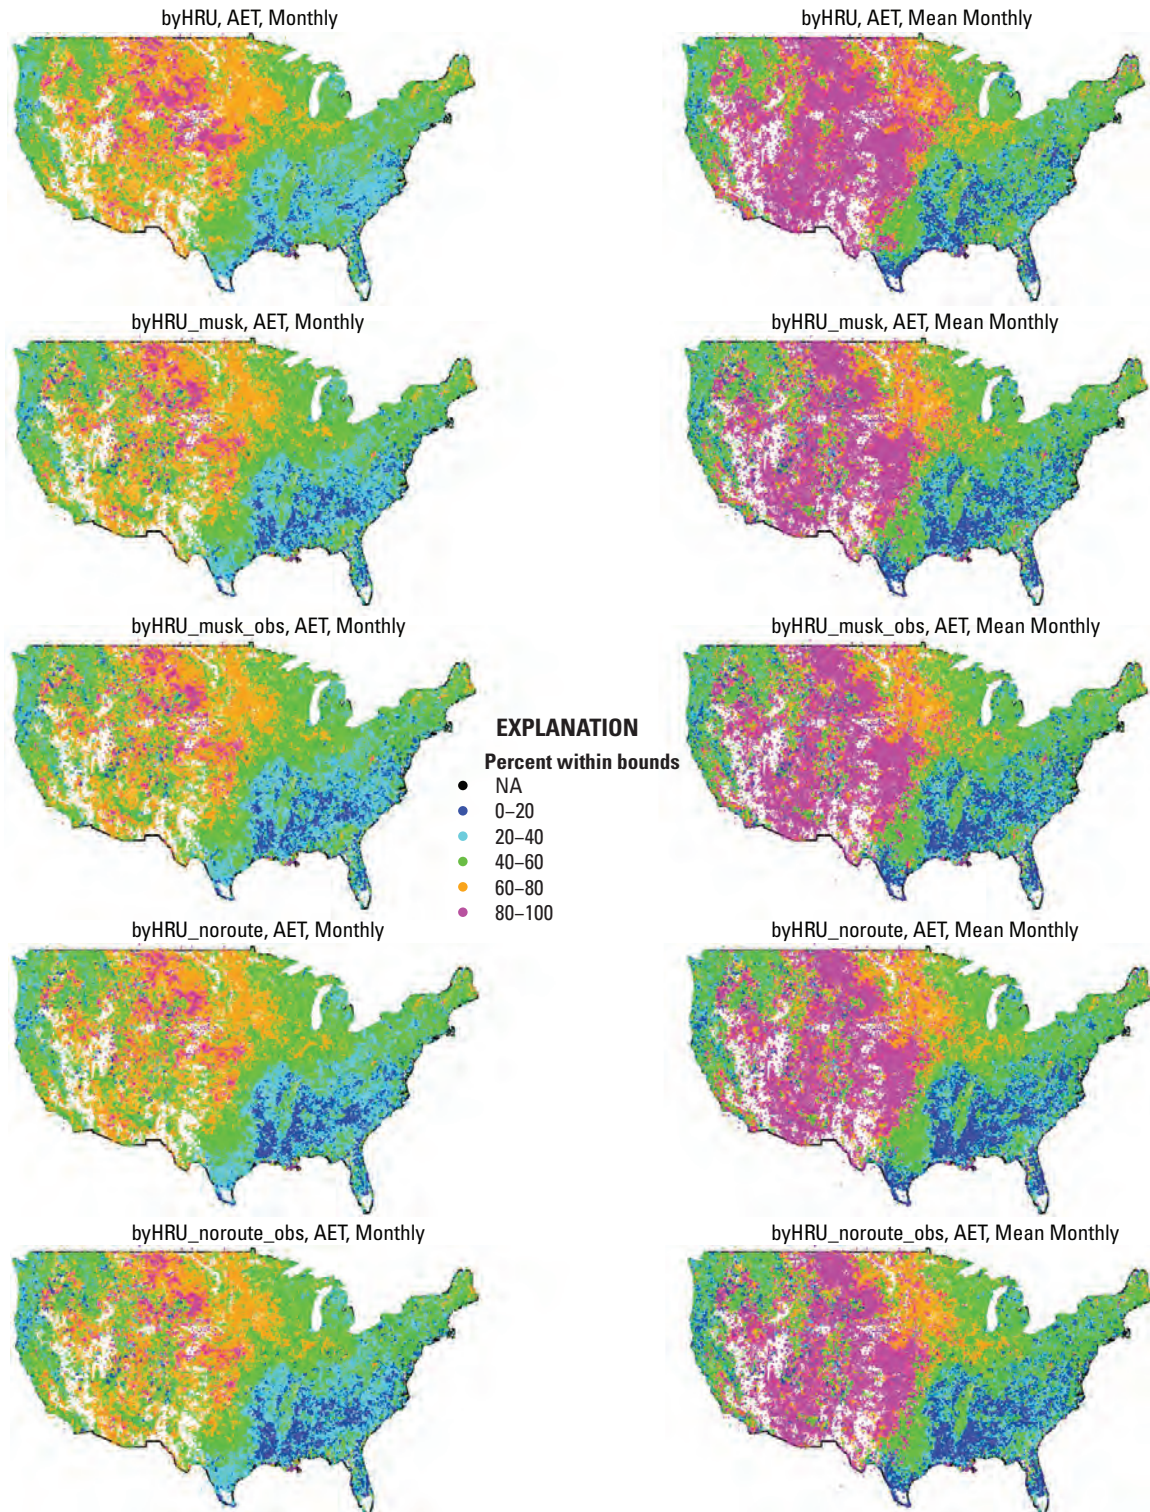 byHRU, AET, Monthly
byHRU, AET, Mean Monthly
byHRU_musk, AET, Monthly
byHRU_musk, AET, Mean Monthly
byHRU_musk_obs, AET, Monthly
byHRU_musk_obs, AET, Mean Monthly
EXPLANATION
Percent within bounds
NA
0–20
20–40
40–60
60–80
80–100
byHRU_noroute, AET, Monthly
byHRU_noroute, AET, Mean Monthly
byHRU_noroute_obs, AET, Monthly
byHRU_noroute_obs, AET, Mean Monthly